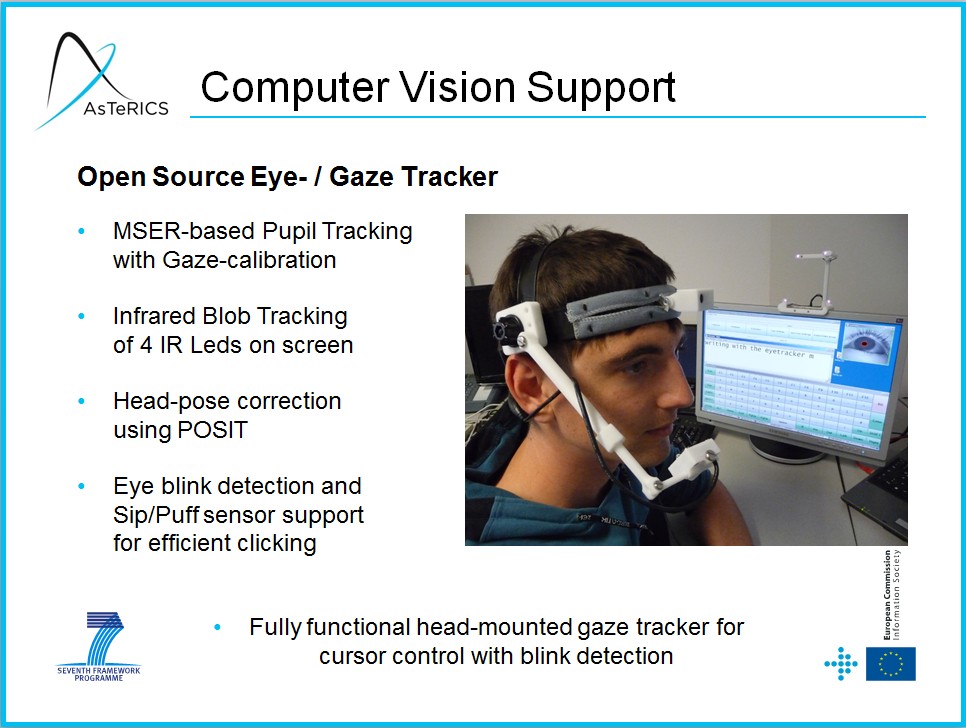 AsTeRICS
Computer Vision Support
Open Source Eye- / Gaze Tracker
• MSER-based Pupil Tracking
with Gaze-calibration
• Infrared Blob Tracking
of 4 IR Leds on screen
• Head-pose correction
using POSIT
• Eye blink detection and
Sip/Puff sensor support
for efficient clicking
writing with the eyetracker m
European Commission
Information Society
• Fully functional head-mounted gaze tracker for
cursor control with blink detection
SEVENTH FRAMEWORK
PROGRAMME